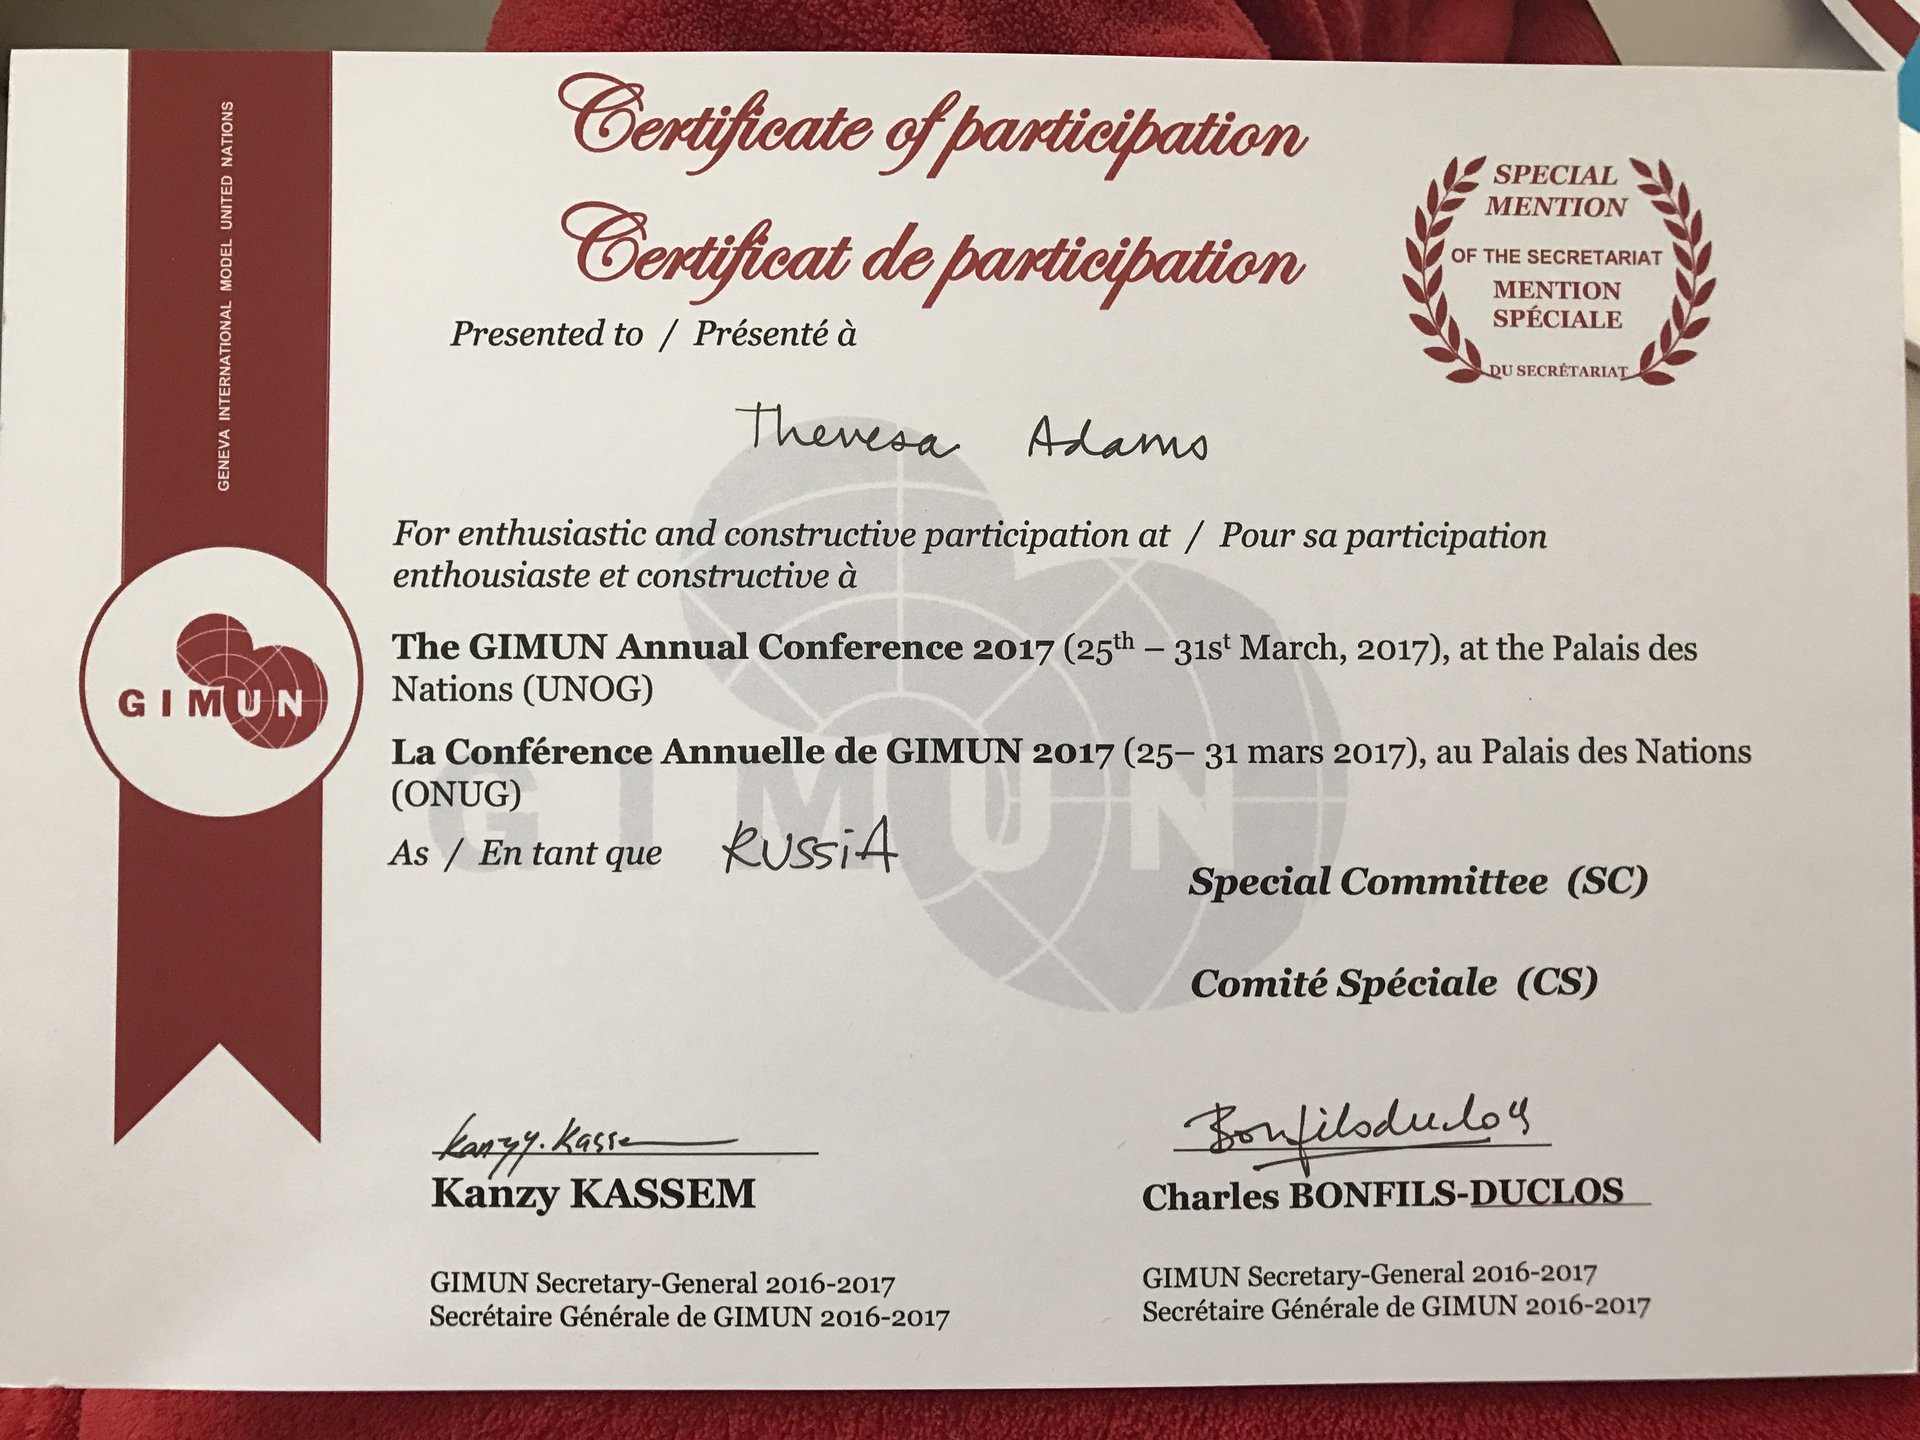 GENEVA INTERNATIONAL MODEL UNITED NATIONS
Certificate of participation
Certificat de participation
SPECIAL
MENTION
OF THE SECRETARIAT
MENTION
SPÉCIALE
DU SECRÉTARIAT
Presented to / Présenté à
Theresa Adams
For enthusiastic and constructive participation at / Pour sa participation
enthousiaste et constructive à
The GIMUN Annual Conference 2017 (25th – 31st March, 2017), at the Palais des
Nations (UNOG)
GIMUN
La Conférence Annuelle de GIMUN 2017 (25– 31 mars 2017), au Palais des Nations
(ONUG)
GIMUN
As / En tant que RUSSiA
Special Committee (SC)
Comité Spéciale (CS)
Kanzy. Kassem
Bonfilsduclos
Kanzy KASSEM
Charles BONFILS-DUCLOS
GIMUN Secretary-General 2016-2017
Secrétaire Générale de GIMUN 2016-2017
GIMUN Secretary-General 2016-2017
Secrétaire Générale de GIMUN 2016-2017